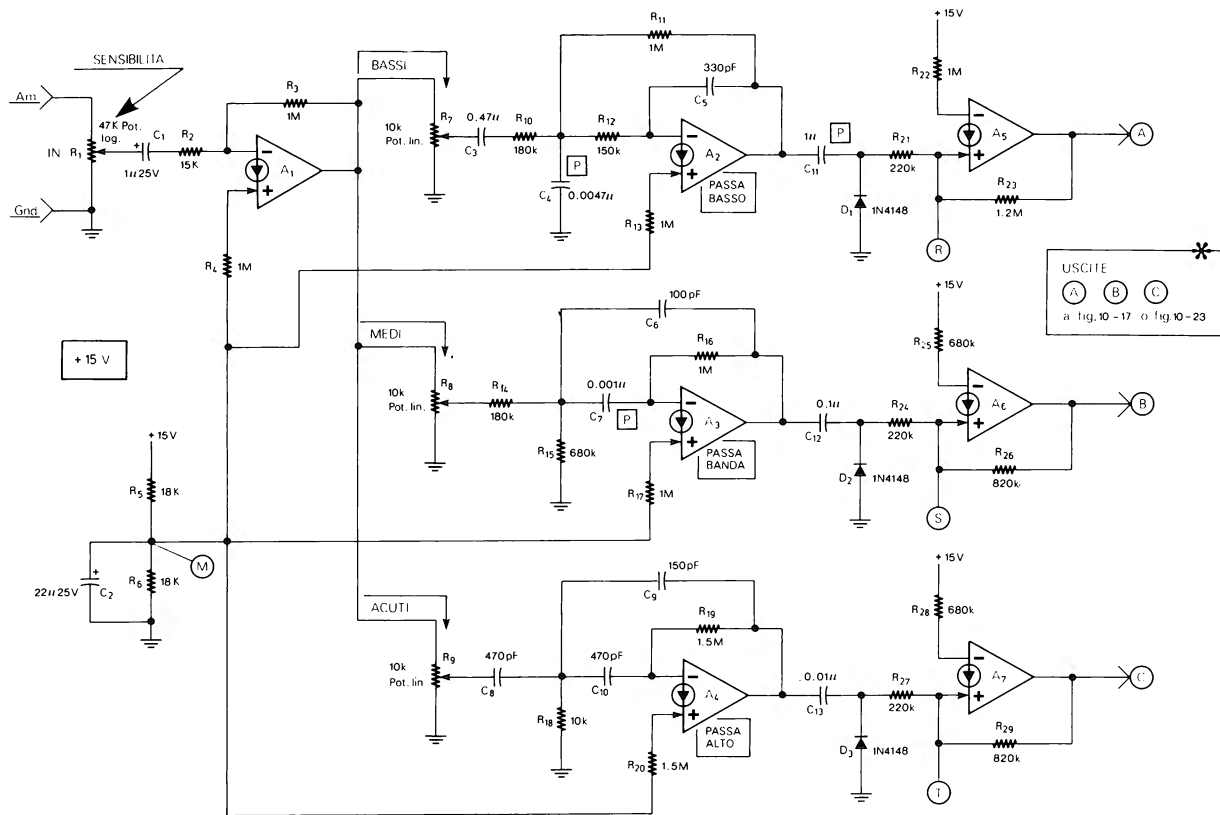 SENSIBILITA
Am
47K Pot.
log.
IN R1
C1
1µ25V
R2
15K
R3
1M
A1
Gnd
R4
1M
+ 15 V
+15V
R5
18K
R6
18K
M
22µ25V
C2
BASSI
R7
10k
Pot. lin.
0.47µ
C3
R10
180k
P
C4
0.0047µ
R11
1M
R12
150k
330pF
C5
R13
1M
A2
PASSA
BASSO
1µ
P
C11
D1
1N4148
R21
220k
+15V
R22
1M
A5
R23
1.2M
R
A
USCITE
A B C
a fig. 10-17 o fig. 10-23
MEDI
R8
10k
Pot. lin.
R14
180k
R15
680k
100pF
C6
0.001µ
C7
P
R16
1M
R17
1M
A3
PASSA
BANDA
0.1µ
C12
D2
1N4148
R24
220k
+15V
R25
680k
A6
R26
820k
S
B
ACUTI
R9
10k
Pot. lin
470pF
C8
R18
10k
150pF
C9
470pF
C10
R19
1.5M
R20
1.5M
A4
PASSA
ALTO
0.01µ
C13
D3
1N4148
R27
220k
+15V
R28
680k
A7
R29
820k
T
C